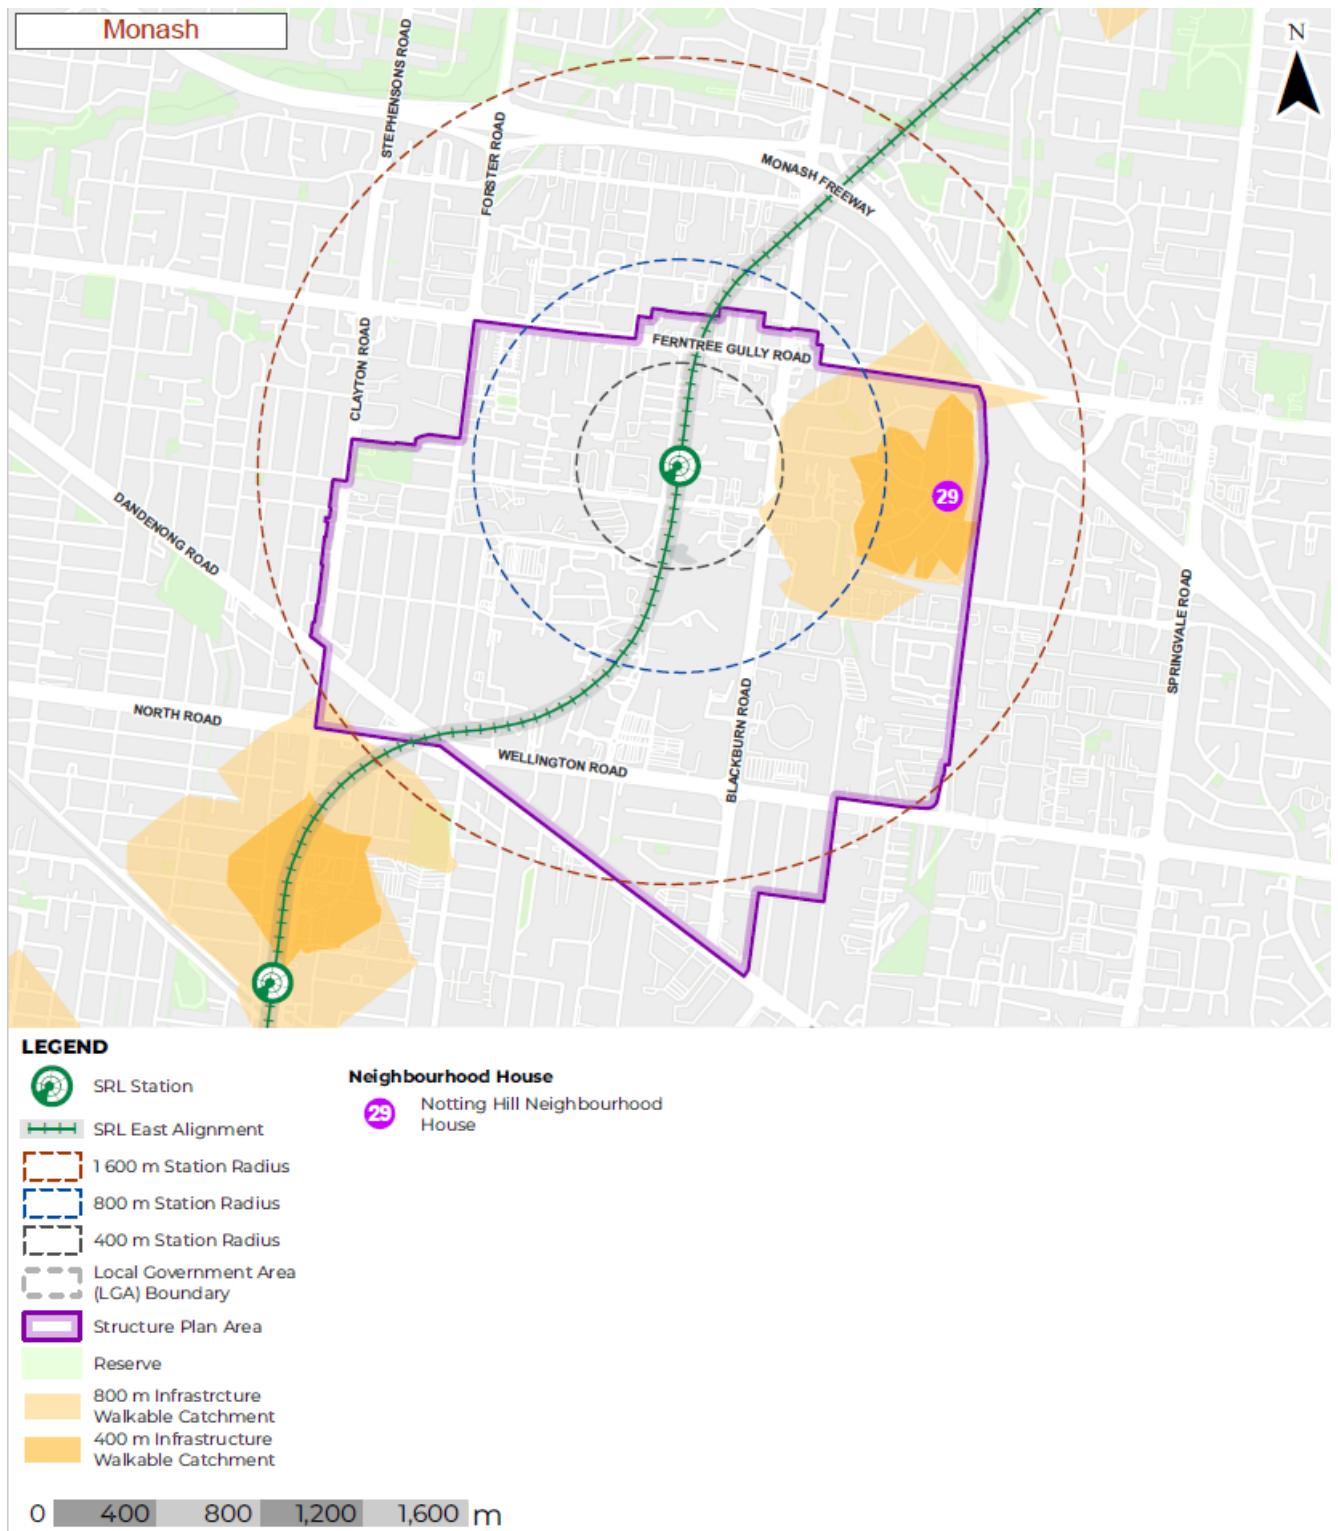 Monash
N
STEPHENSONS ROAD
FORSTER ROAD
MONASH FREEWAY
CLAYTON ROAD
FERNTREE GULLY ROAD
29
DANDENONG ROAD
SPRINGVALE ROAD
NORTH ROAD
BLACKBURN ROAD
WELLINGTON ROAD
LEGEND
SRL Station
SRL East Alignment
1 600 m Station Radius
800 m Station Radius
400 m Station Radius
Local Government Area
(LGA) Boundary
Structure Plan Area
Reserve
800 m Infrastrcture
Walkable Catchment
400 m Infrastructure
Walkable Catchment
Neighbourhood House
29 Notting Hill Neighbourhood
House
0 400 800 1,200 1,600 m